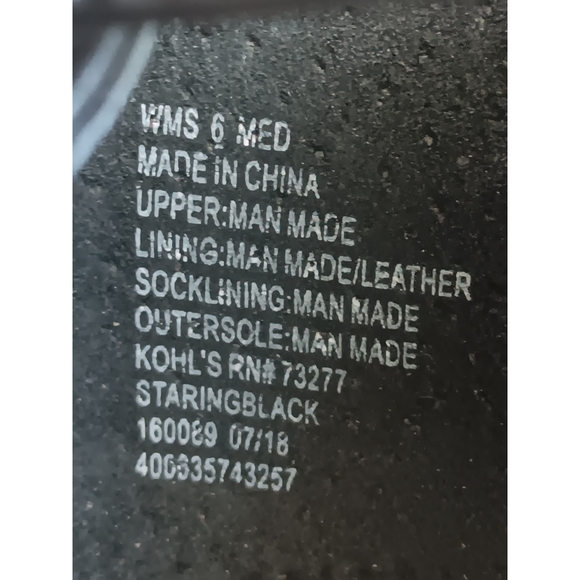 WMS 6 MED
MADE IN CHINA
UPPER:MAN MADE
LINING:MAN MADE/LEATHER
SOCKLINING:MAN MADE
OUTERSOLE:MAN MADE
KOHL'S RN# 73277
STARINGBLACK
160089 07/18
400635743257